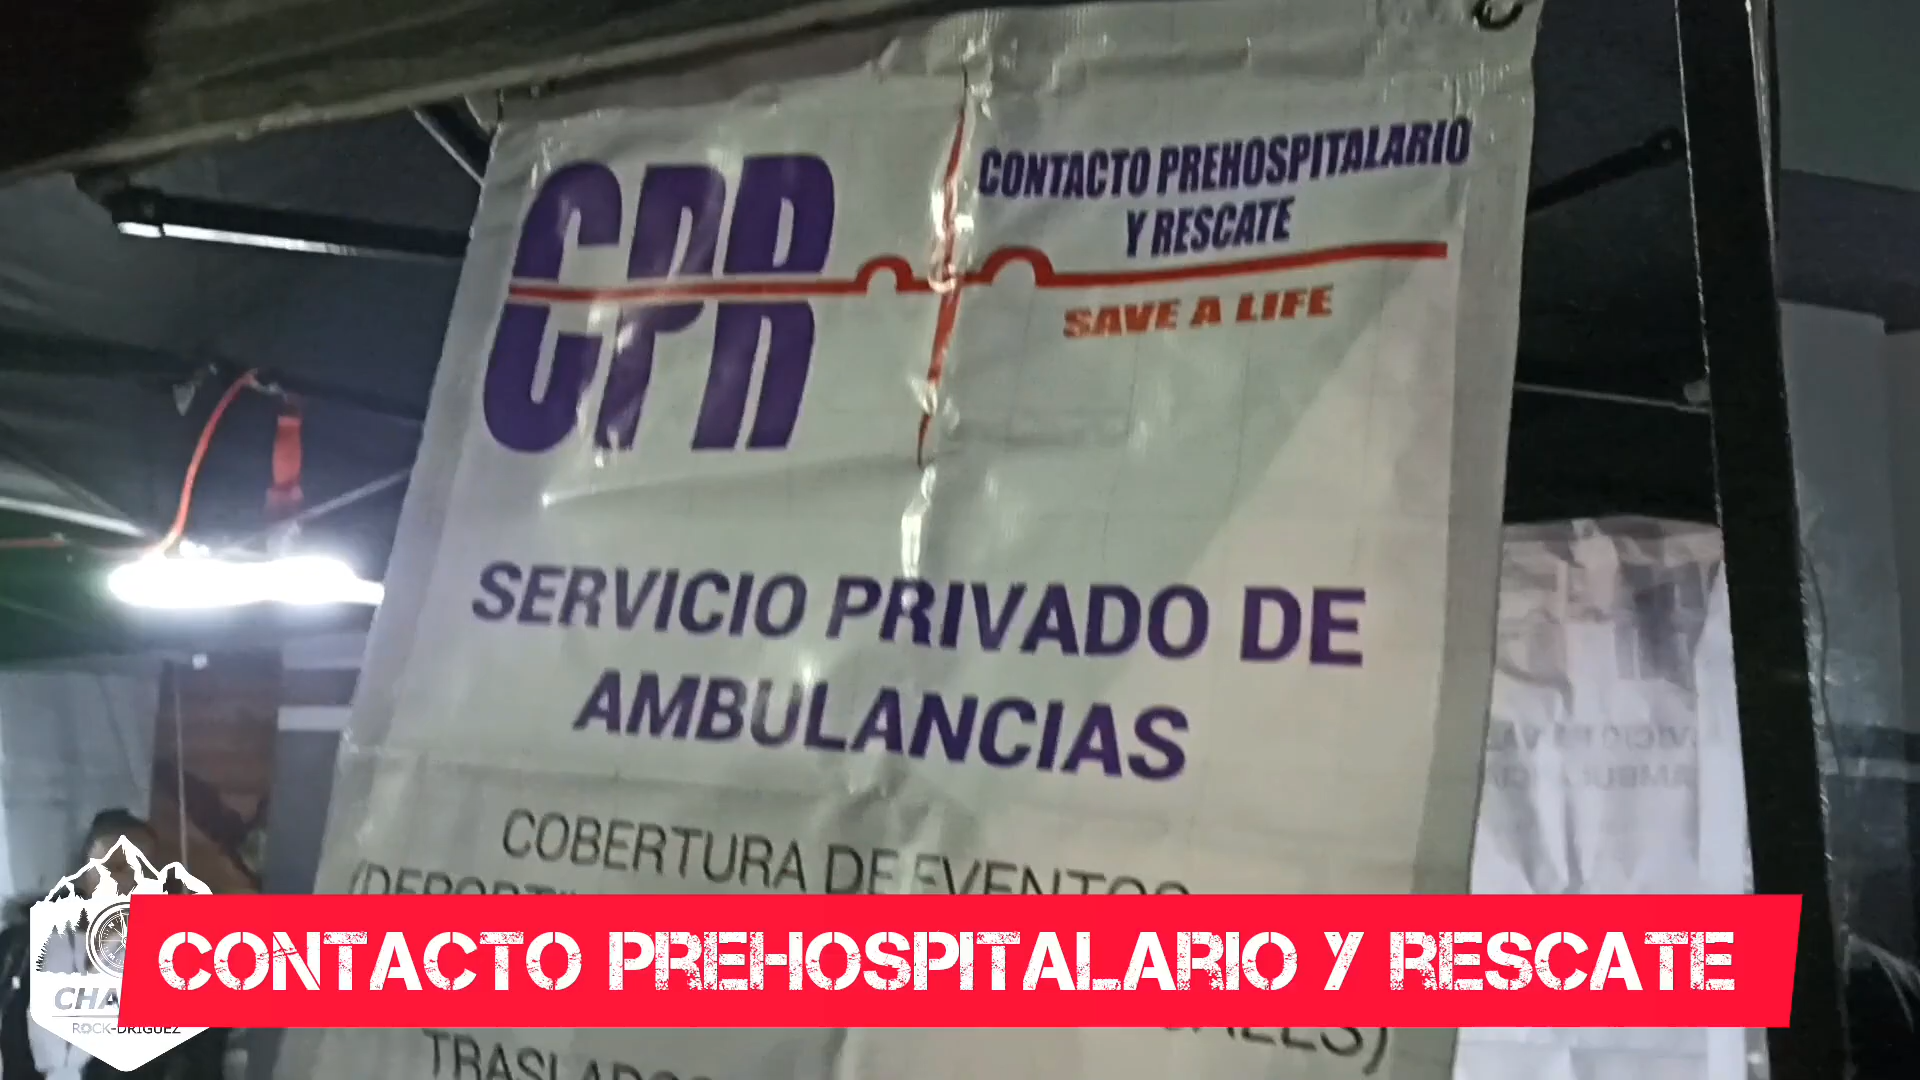 CPR
CONTACTO PREHOSPITALARIO
Y RESCATE
SAVE A LIFE
SERVICIO PRIVADO DE
AMBULANCIAS
COBERTURA DE EVENTOS
CONTACTO PREHOSPITALARIO Y RESCATE
ROCK-DRIGUEZ